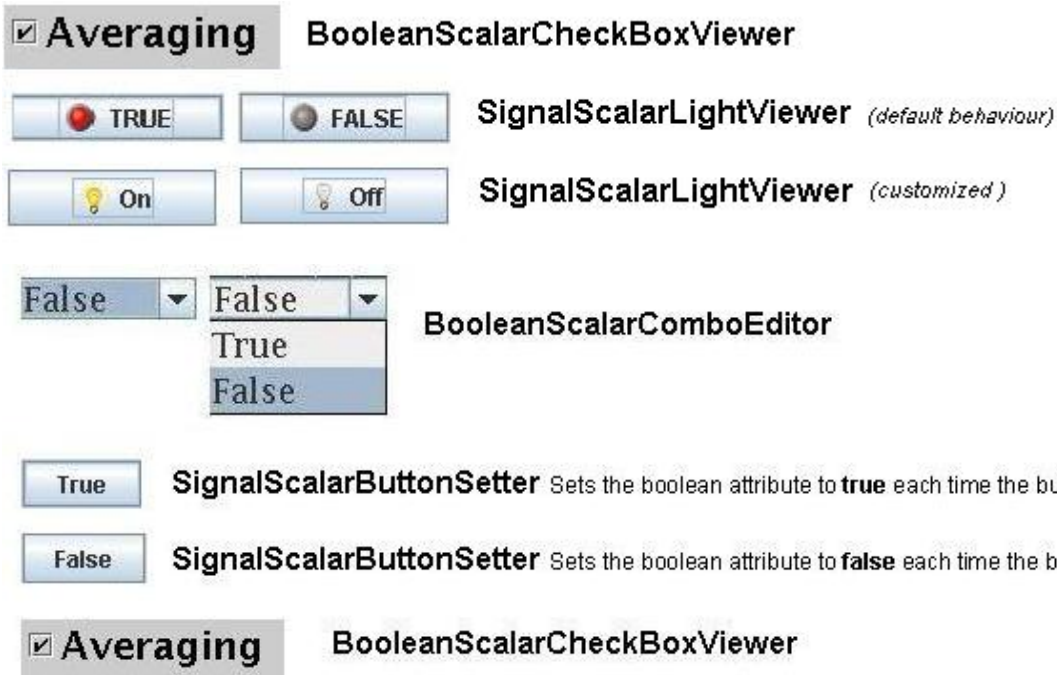 Averaging BooleanScalarCheckBoxViewer
TRUE FALSE SignalScalarLightViewer (default behaviour)
On Off SignalScalarLightViewer (customized )
False False BooleanScalarComboEditor
True
False
True SignalScalarButtonSetter Sets the boolean attribute to true each time the bu
False SignalScalarButtonSetter Sets the boolean attribute to false each time the b
Averaging BooleanScalarCheckBoxViewer